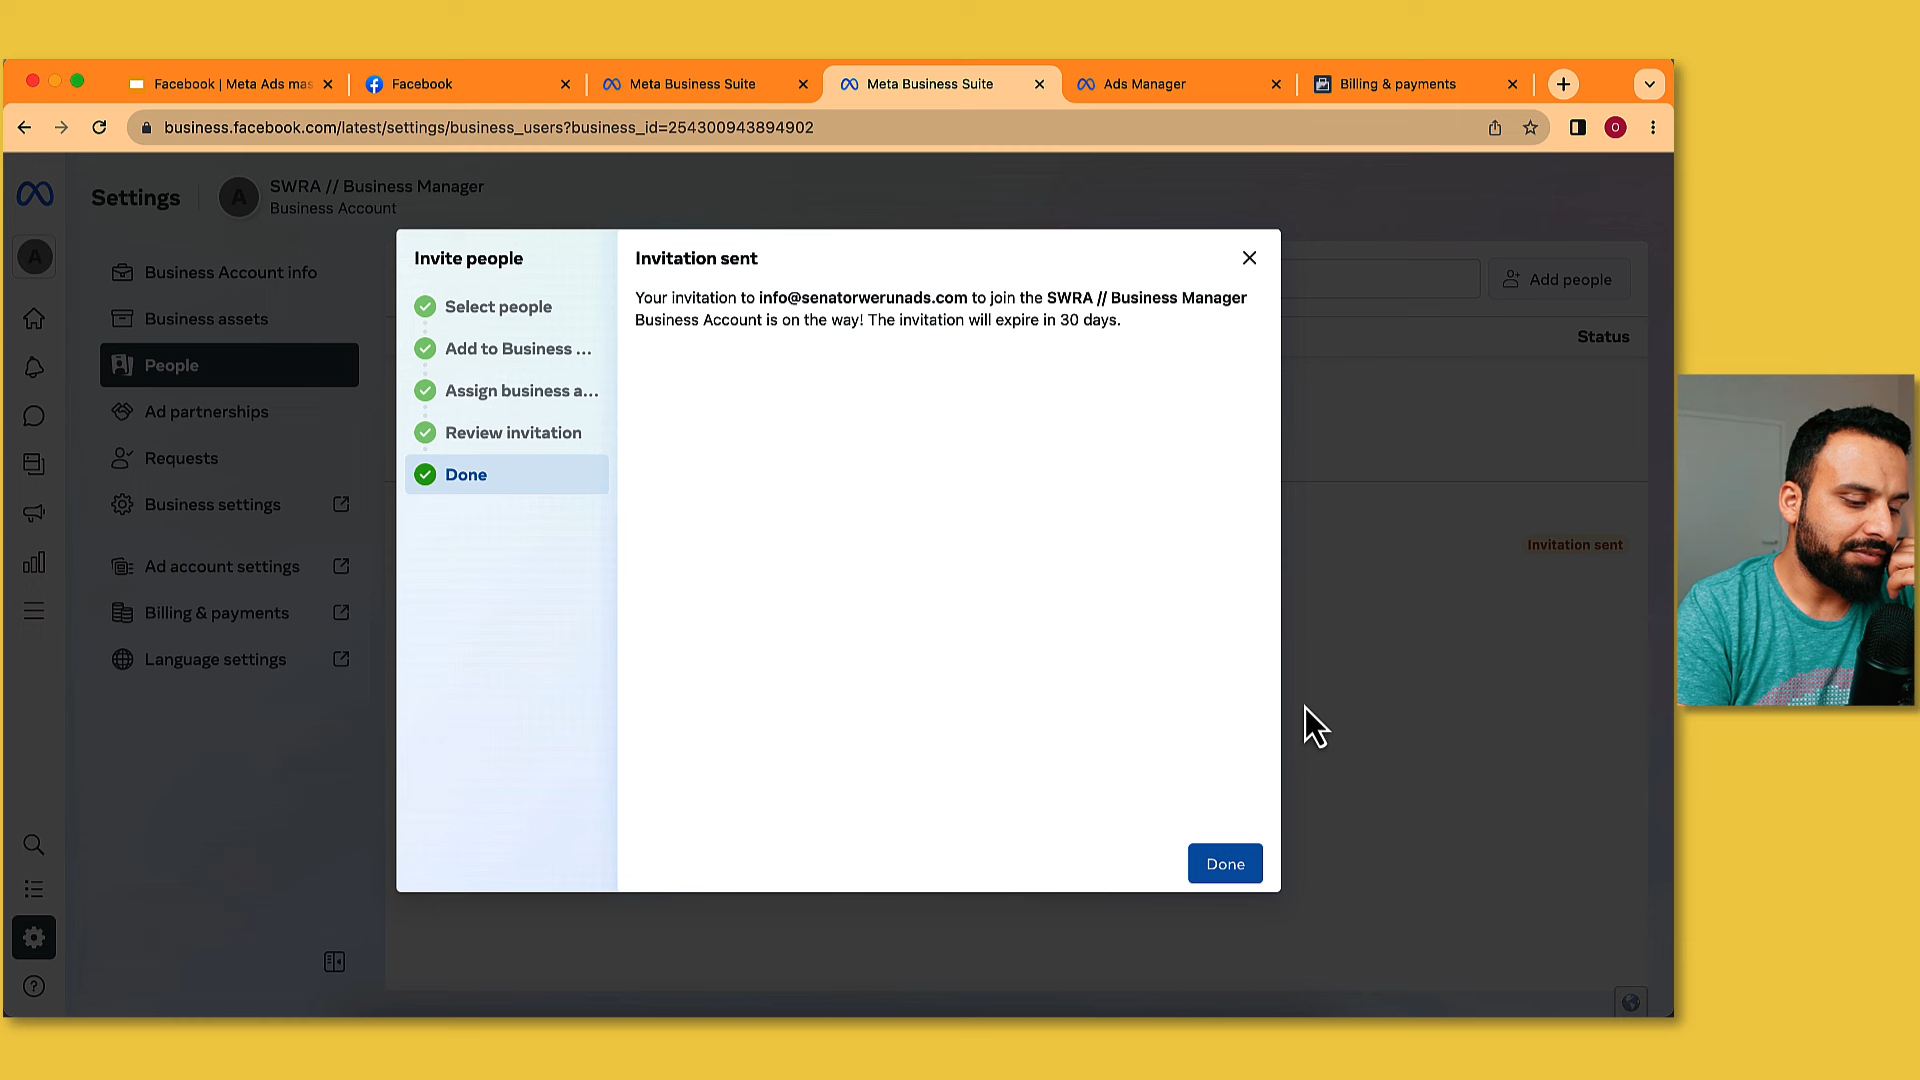 Facebook | Meta Ads mas
Facebook
Meta Business Suite
Meta Business Suite
Ads Manager
Billing & payments
business.facebook.com/latest/settings/business_users?business_id=254300943894902
O
Settings
A
SWRA // Business Manager
Business Account
A
Business Account info
Business assets
People
Ad partnerships
Requests
Business settings
Ad account settings
Billing & payments
Language settings
Invite people
Select people
Add to Business ...
Assign business a...
Review invitation
Done
Invitation sent
Your invitation to info@senatorwerunads.com to join the SWRA // Business Manager
Business Account is on the way! The invitation will expire in 30 days.
Done
Add people
Status
Invitation sent